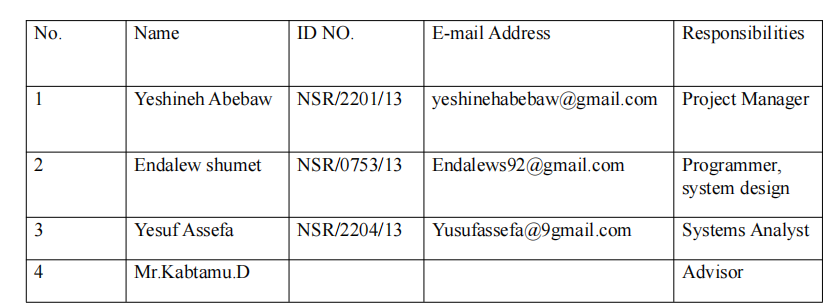 No. Name ID NO. E-mail Address Responsibilities
1 Yeshineh Abebaw NSR/2201/13 yeshinehabebaw@gmail.com Project Manager
2 Endalew shumet NSR/0753/13 Endalews92@gmail.com Programmer,
system design
3 Yesuf Assefa NSR/2204/13 Yusufassefa@9gmail.com Systems Analyst
4 Mr.Kabtamu.D Advisor